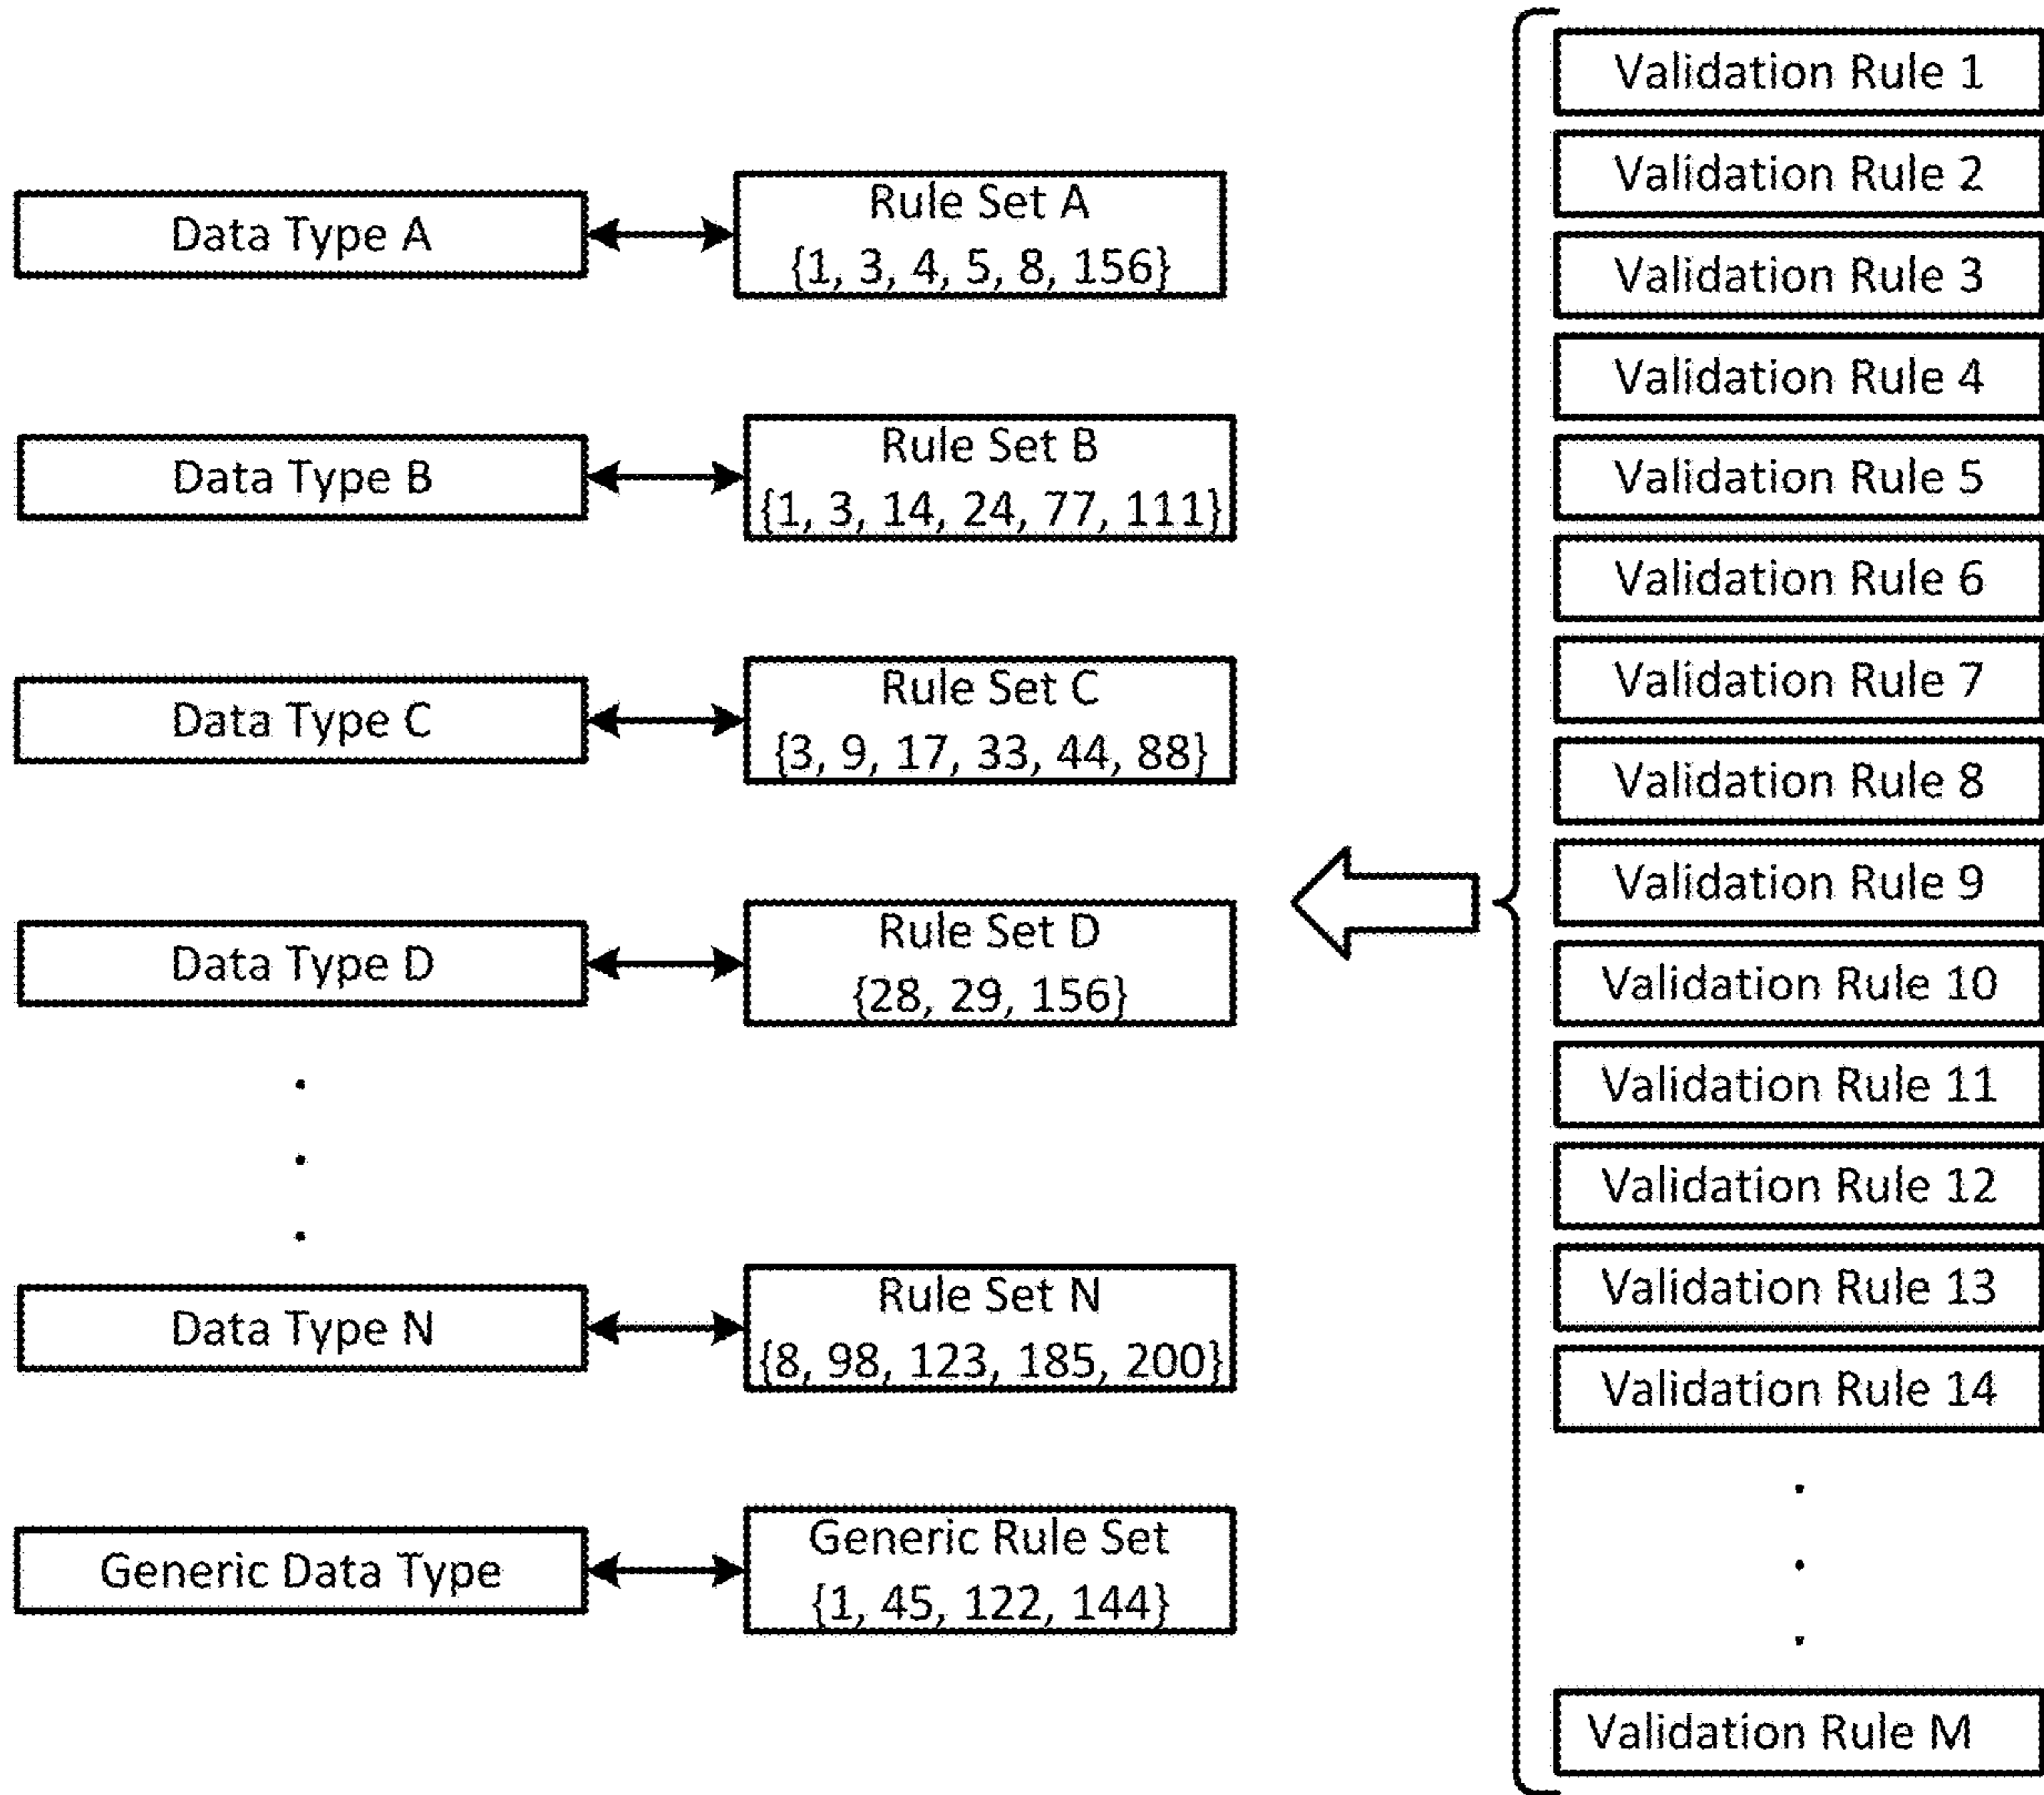 Data Type A
Rule Set A
{1, 3, 4, 5, 8, 156}
Data Type B
Rule Set B
{1, 3, 14, 24, 77, 111}
Data Type C
Rule Set C
{3, 9, 17, 33, 44, 88}
Data Type D
Rule Set D
{28, 29, 156}
.
.
.
Data Type N
Rule Set N
{8, 98, 123, 185, 200}
Generic Data Type
Generic Rule Set
{1, 45, 122, 144}
Validation Rule 1
Validation Rule 2
Validation Rule 3
Validation Rule 4
Validation Rule 5
Validation Rule 6
Validation Rule 7
Validation Rule 8
Validation Rule 9
Validation Rule 10
Validation Rule 11
Validation Rule 12
Validation Rule 13
Validation Rule 14
.
.
.
Validation Rule M